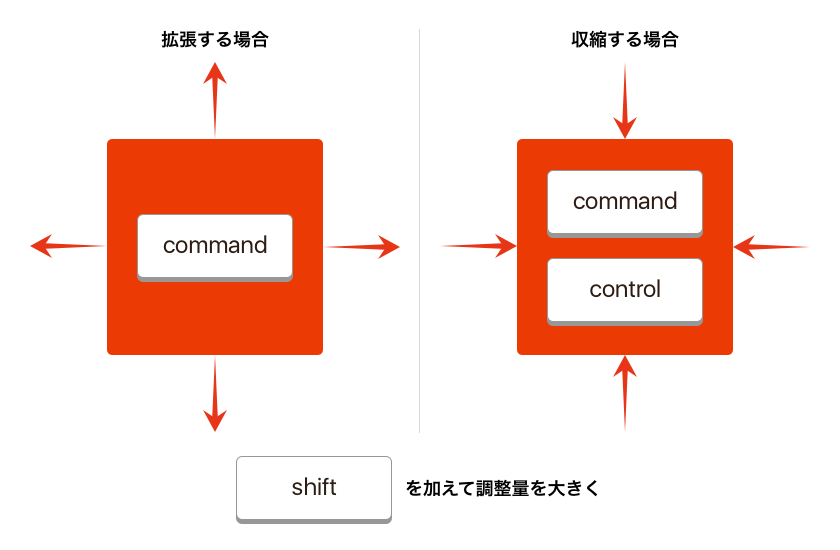 拡張する場合
command
収縮する場合
command
control
shift を加えて調整量を大きく